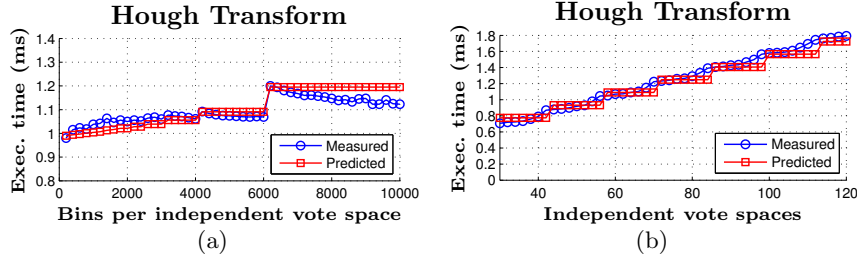 Hough Transform
Exec. time (ms)
1.4
1.3
1.2
1.1
1
0.9
0.8
Measured
Predicted
0 2000 4000 6000 8000 10000
Bins per independent vote space
(a)
Hough Transform
Exec. time (ms)
1.8
1.6
1.4
1.2
1
0.8
0.6
0.4
0.2
0
Measured
Predicted
40 60 80 100 120
Independent vote spaces
(b)